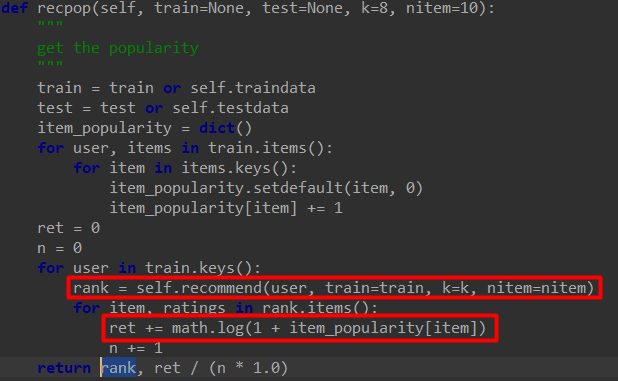 def recpop(self, train=None, test=None, k=8, nitem=10):
"""
get the popularity
"""
train = train or self.traindata
test = test or self.testdata
item_popularity = dict()
for user, items in train.items():
for item in items.keys():
item_popularity.setdefault(item, 0)
item_popularity[item] += 1
ret = 0
n = 0
for user in train.keys():
rank = self.recommend(user, train=train, k=k, nitem=nitem)
for item, ratings in rank.items():
ret += math.log(1 + item_popularity[item])
n += 1
return rank, ret / (n * 1.0)